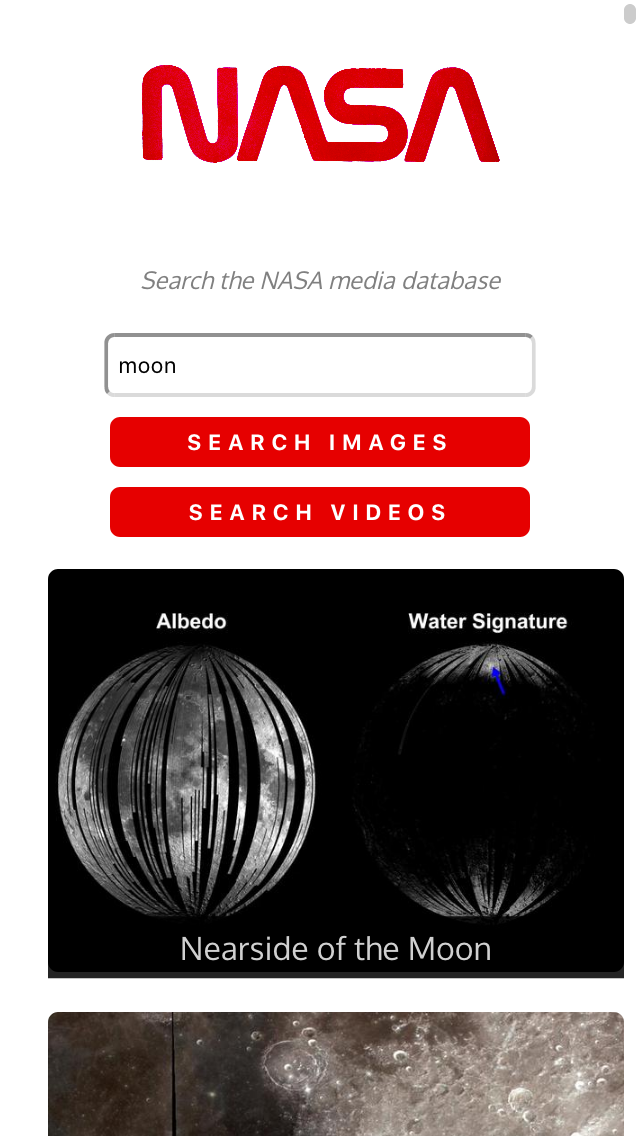 NASA
Search the NASA media database
moon
SEARCH IMAGES
SEARCH VIDEOS
Albedo
Water Signature
Nearside of the Moon